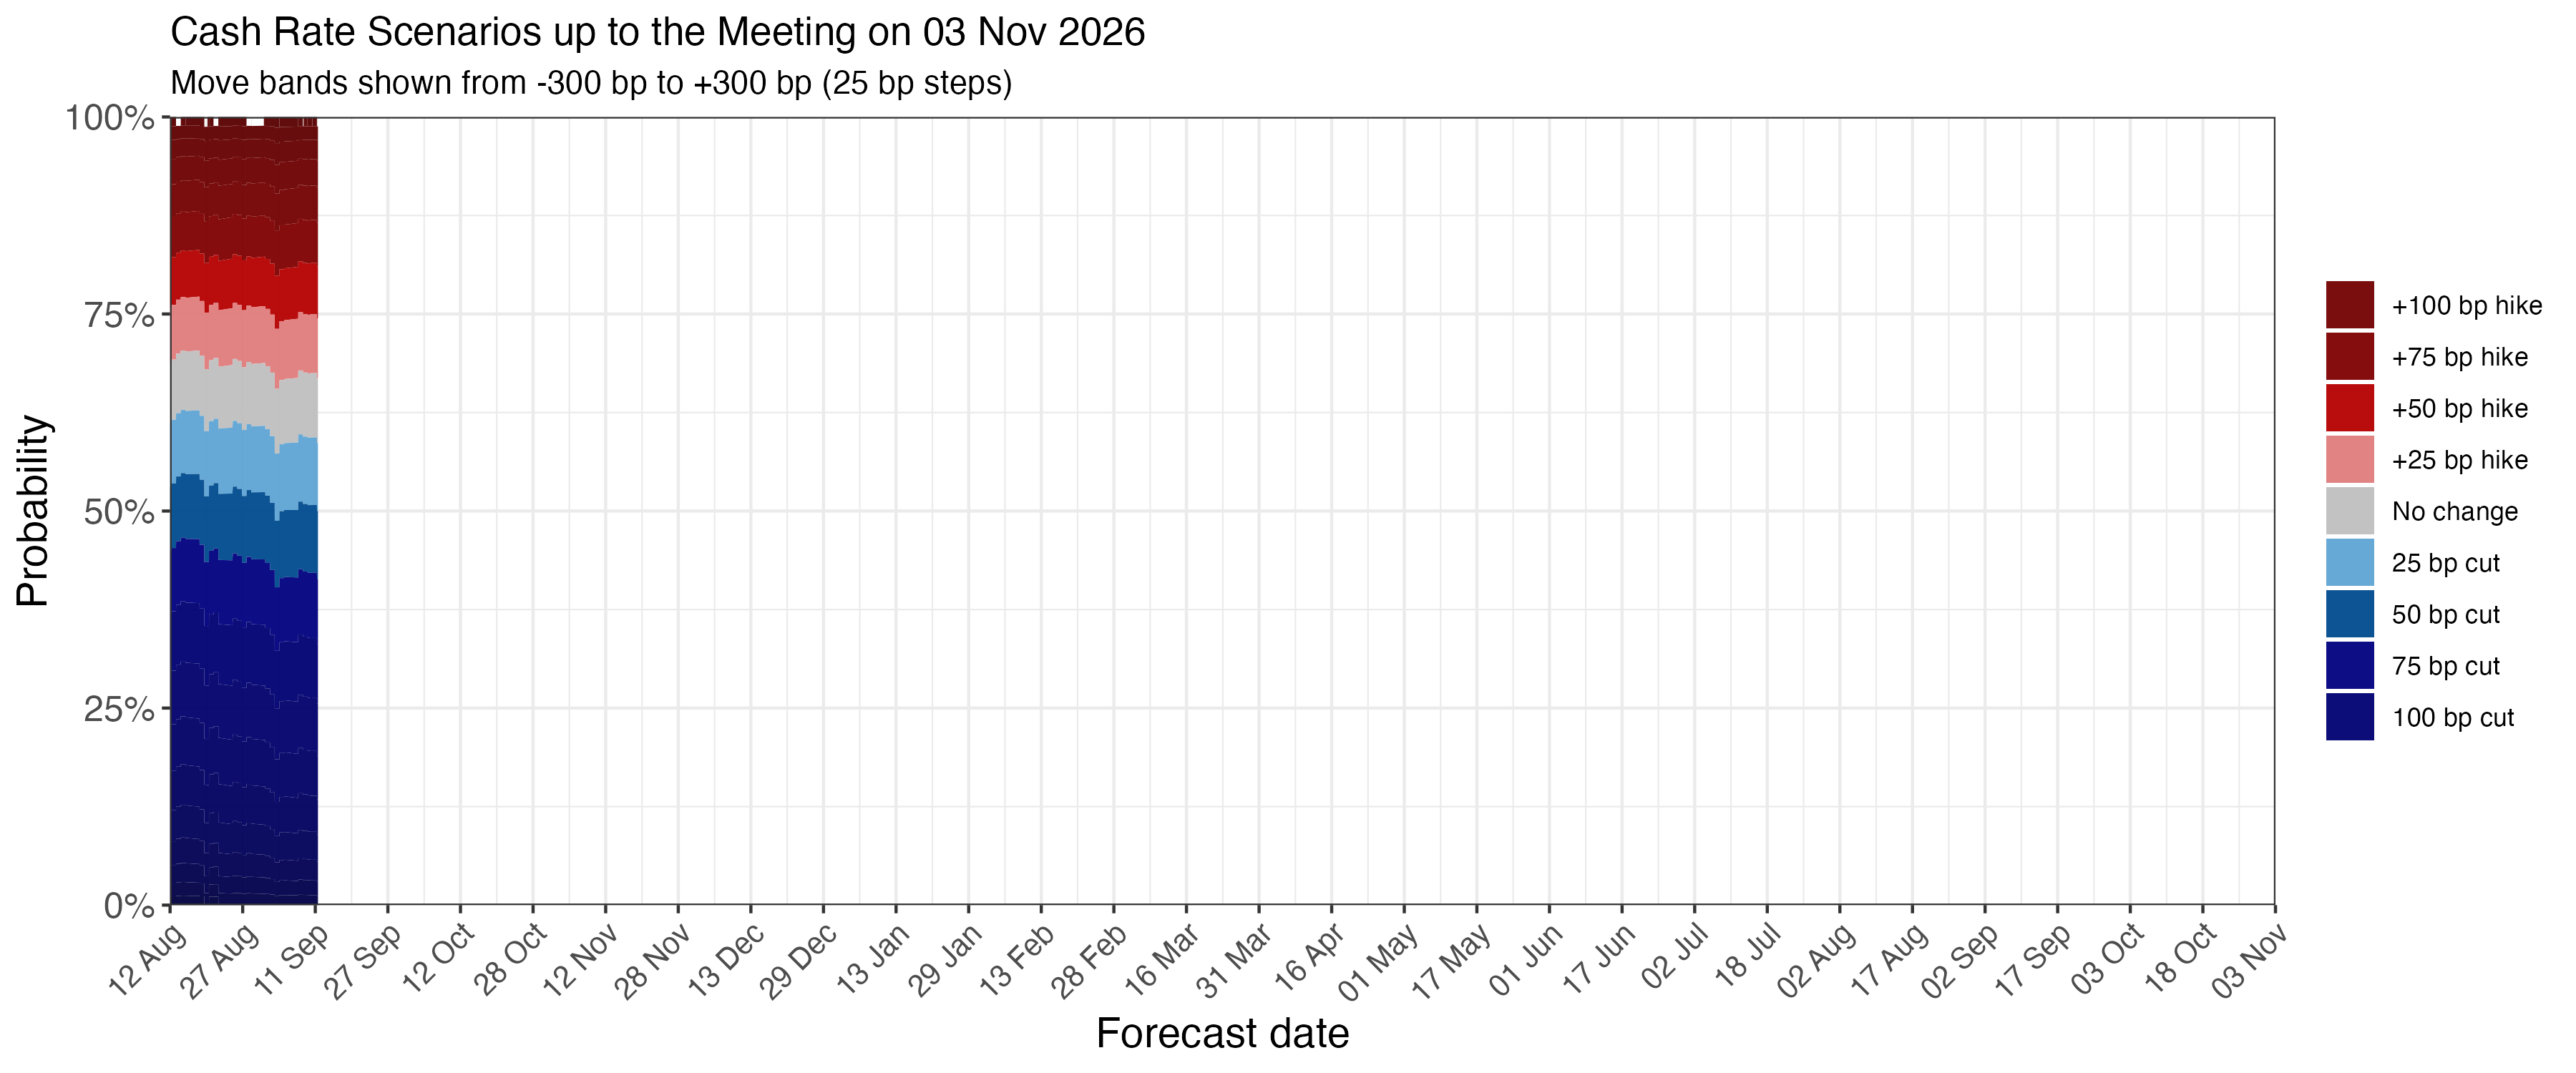 Cash Rate Scenarios up to the Meeting on 03 Nov 2026
Move bands shown from -300 bp to +300 bp (25 bp steps)
Probability
100%
75%
50%
25%
0%
12 Aug
27 Aug
11 Sep
27 Sep
12 Oct
28 Oct
12 Nov
28 Nov
13 Dec
29 Dec
13 Jan
29 Jan
13 Feb
28 Feb
16 Mar
31 Mar
16 Apr
01 May
17 May
01 Jun
17 Jun
02 Jul
18 Jul
02 Aug
17 Aug
02 Sep
17 Sep
03 Oct
18 Oct
03 Nov
Forecast date
+100 bp hike
+75 bp hike
+50 bp hike
+25 bp hike
No change
25 bp cut
50 bp cut
75 bp cut
100 bp cut